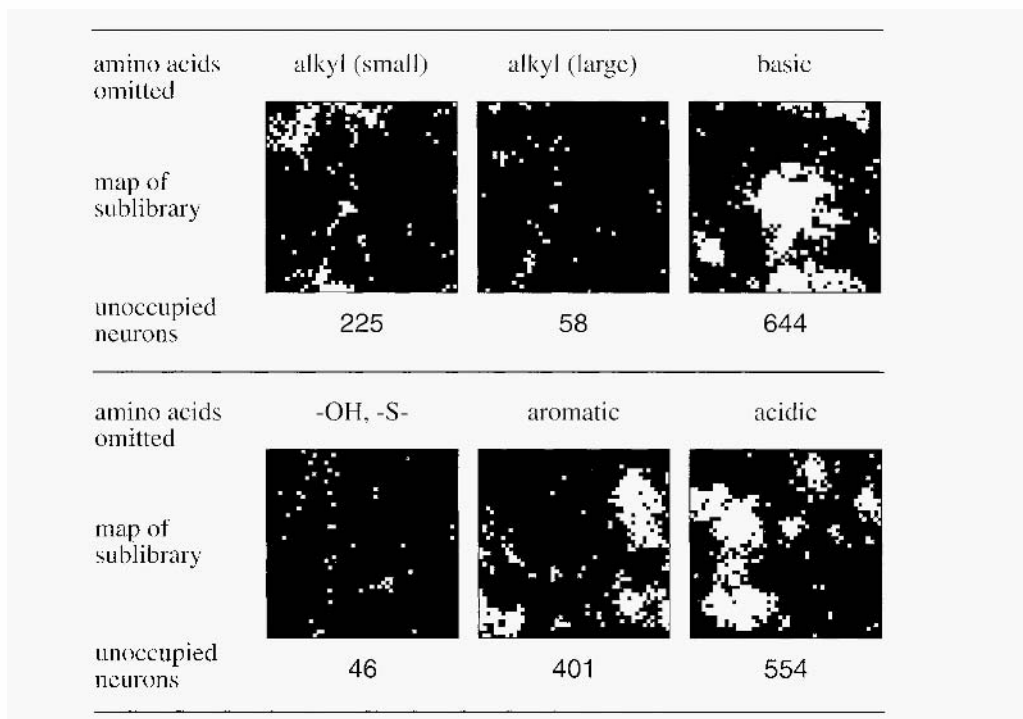 amino acids omitted alkyl (small) alkyl (large) basic
map of sublibrary
unoccupied neurons 225 58 644
amino acids omitted -OH, -S- aromatic acidic
map of sublibrary
unoccupied neurons 46 401 554